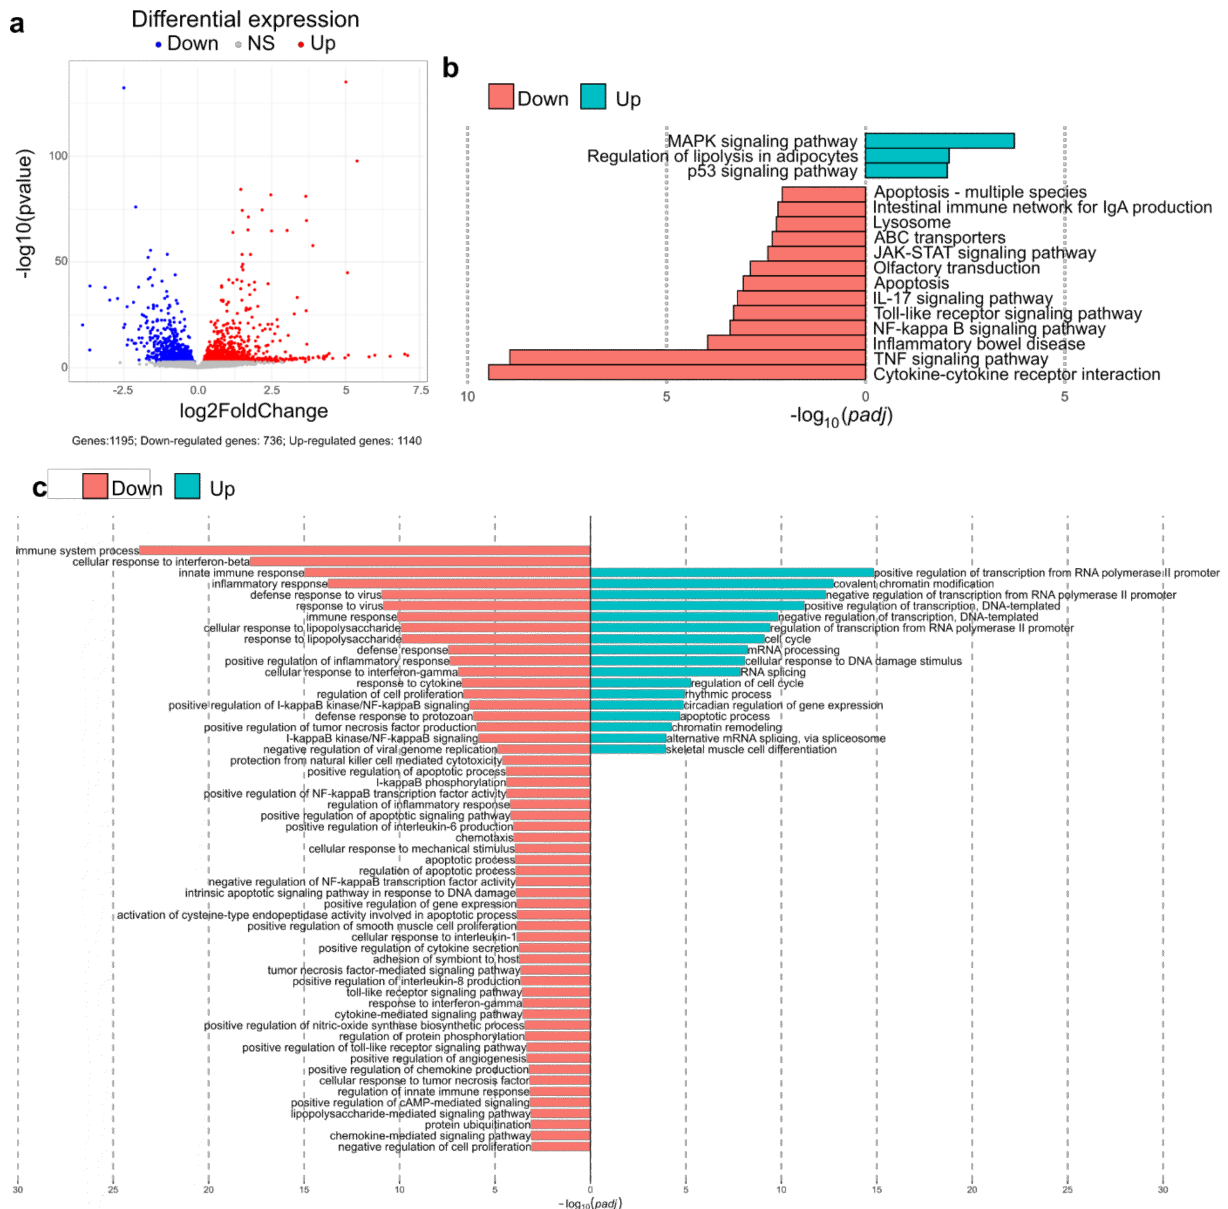 a
Differential expression
Down NS Up
-log10(pvalue)
100
50
0
-2.5 0.0 2.5 5 7.5
log2FoldChange
Genes:1195; Down-regulated genes: 736; Up-regulated genes: 1140
b
Down Up
MAPK signaling pathway
Regulation of lipolysis in adipocytes
p53 signaling pathway
Apoptosis - multiple species
Intestinal immune network for IgA production
Lysosome
ABC transporters
JAK-STAT signaling pathway
Olfactory transduction
Apoptosis
IL-17 signaling pathway
Toll-like receptor signaling pathway
NF-kappa B signaling pathway
Inflammatory bowel disease
TNF signaling pathway
Cytokine-cytokine receptor interaction
10 5 0 5
-log10(padj)
c
Down Up
immune system process
cellular response to interferon-beta
innate immune response
inflammatory response
defense response to virus
response to virus
immune response
cellular response to lipopolysaccharide
response to lipopolysaccharide
defense response
positive regulation of inflammatory response
cellular response to interferon-gamma
response to cytokine
regulation of cell proliferation
positive regulation of I-kappaB kinase/NF-kappaB signaling
defense response to protozoan
positive regulation of tumor necrosis factor production
I-kappaB kinase/NF-kappaB signaling
negative regulation of viral genome replication
protection from natural killer cell mediated cytotoxicity
positive regulation of apoptotic process
I-kappaB phosphorylation
positive regulation of NF-kappaB transcription factor activity
regulation of inflammatory response
positive regulation of apoptotic signaling pathway
positive regulation of interleukin-6 production
chemotaxis
cellular response to mechanical stimulus
apoptotic process
regulation of apoptotic process
negative regulation of NF-kappaB transcription factor activity
intrinsic apoptotic signaling pathway in response to DNA damage
positive regulation of gene expression
activation of cysteine-type endopeptidase activity involved in apoptotic process
positive regulation of smooth muscle cell proliferation
cellular response to interleukin-1
positive regulation of cytokine secretion
adhesion of symbiont to host
tumor necrosis factor-mediated signaling pathway
positive regulation of interleukin-8 production
toll-like receptor signaling pathway
response to interferon-gamma
cytokine-mediated signaling pathway
positive regulation of nitric-oxide synthase biosynthetic process
regulation of protein phosphorylation
positive regulation of toll-like receptor signaling pathway
positive regulation of angiogenesis
positive regulation of chemokine production
cellular response to tumor necrosis factor
regulation of innate immune response
positive regulation of cAMP-mediated signaling
lipopolysaccharide-mediated signaling pathway
protein ubiquitination
chemokine-mediated signaling pathway
negative regulation of cell proliferation
positive regulation of transcription from RNA polymerase II promoter
covalent chromatin modification
negative regulation of transcription from RNA polymerase II promoter
positive regulation of transcription, DNA-templated
negative regulation of transcription, DNA-templated
regulation of transcription from RNA polymerase II promoter
cell cycle
mRNA processing
cellular response to DNA damage stimulus
RNA splicing
regulation of cell cycle
rhythmic process
circadian regulation of gene expression
apoptotic process
chromatin remodeling
alternative mRNA splicing, via spliceosome
skeletal muscle cell differentiation
30 25 20 15 10 5 0 5 10 15 20 25 30
-log10(padj)